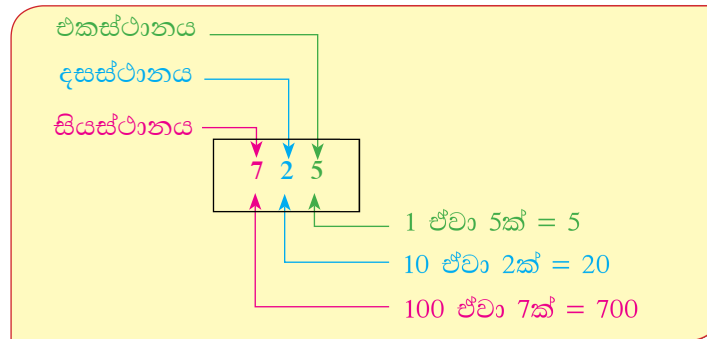 එකස්ථානය
දසස්ථානය
සියස්ථානය
7 2 5
1 ඒවා 5ක් = 5
10 ඒවා 2ක් = 20
100 ඒවා 7ක් = 700